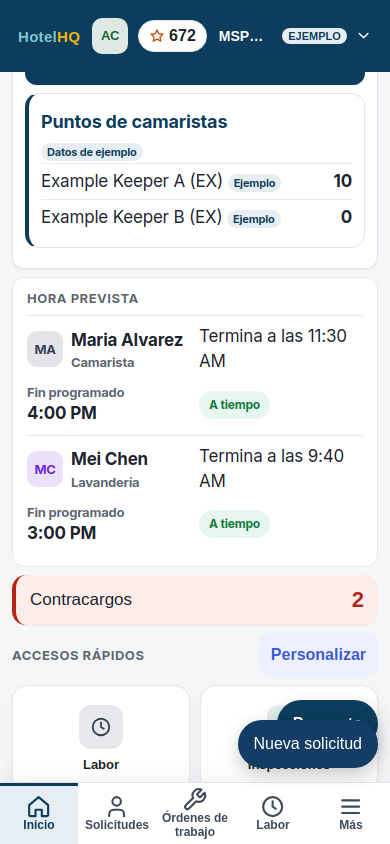 HotelHQ AC 672 MSP... EJEMPLO
Puntos de camaristas
Datos de ejemplo
Example Keeper A (EX) Ejemplo 10
Example Keeper B (EX) Ejemplo 0
HORA PREVISTA
MA Maria Alvarez
Camarista
Termina a las 11:30
AM
Fin programado
4:00 PM
A tiempo
MC Mei Chen
Lavandería
Termina a las 9:40
AM
Fin programado
3:00 PM
A tiempo
Contracargos 2
ACCESOS RÁPIDOS Personalizar
Labor
Nueva solicitud
Inicio
Solicitudes
Órdenes de
trabajo
Labor
Más